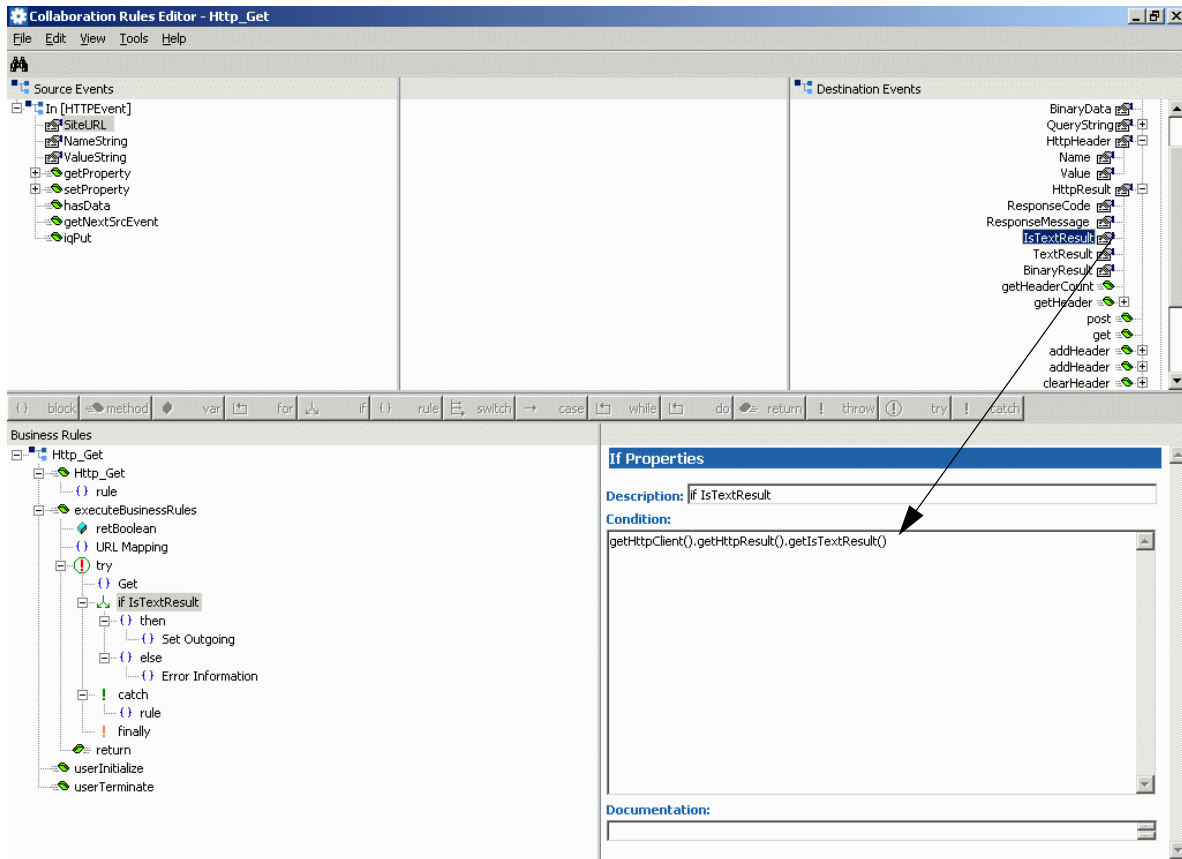 Collaboration Rules Editor - Http_Get
File Edit View Tools Help
Source Events
In [HTTPEvent]
SiteURL
NameString
ValueString
getProperty
setProperty
hasData
getNextSrcEvent
iqPut
Destination Events
BinaryData
QueryString
HttpHeader
Name
Value
HttpResult
ResponseCode
ResponseMessage
IsTextResult
TextResult
BinaryResult
getHeaderCount
getHeader
post
get
addHeader
addHeader
clearHeader
{} block method var for if {} rule switch → case while do return ! throw try ! catch
Business Rules
Http_Get
Http_Get
{} rule
executeBusinessRules
retBoolean
{} URL Mapping
try
{} Get
if IsTextResult
{} then
{} Set Outgoing
{} else
{} Error Information
! catch
{} rule
! finally
return
userInitialize
userTerminate
If Properties
Description: if IsTextResult
Condition:
getHttpClient().getHttpResult().getIsTextResult()
Documentation: